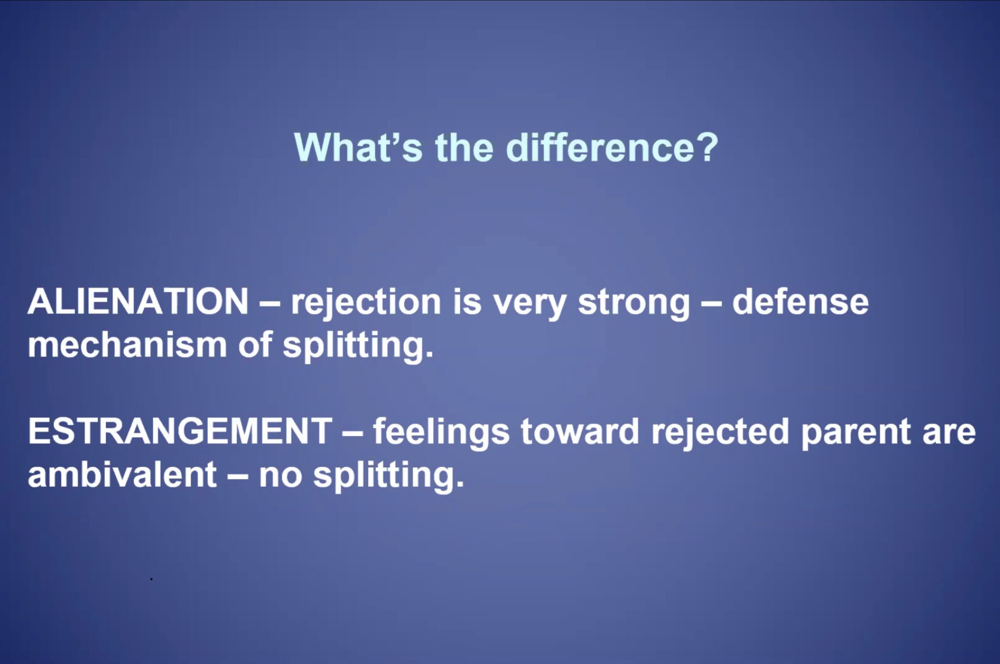 What’s the difference?
ALIENATION – rejection is very strong – defense
mechanism of splitting.
ESTRANGEMENT – feelings toward rejected parent are
ambivalent – no splitting.